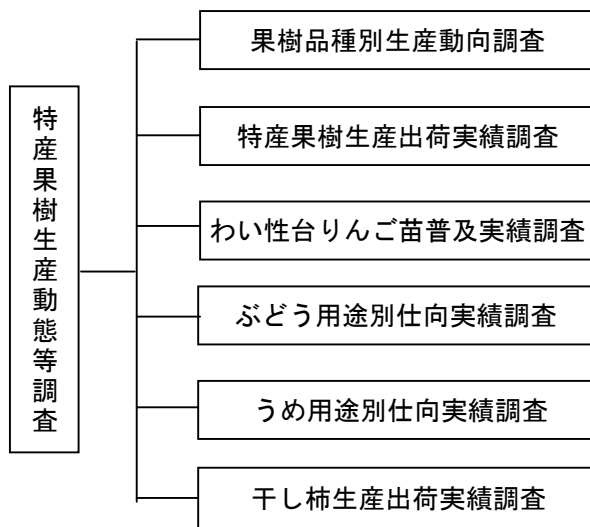 特産果樹生産動態等調査
果樹品種別生産動向調査
特産果樹生産出荷実績調査
わい性台りんご苗普及実績調査
ぶどう用途別仕向実績調査
うめ用途別仕向実績調査
干し柿生産出荷実績調査